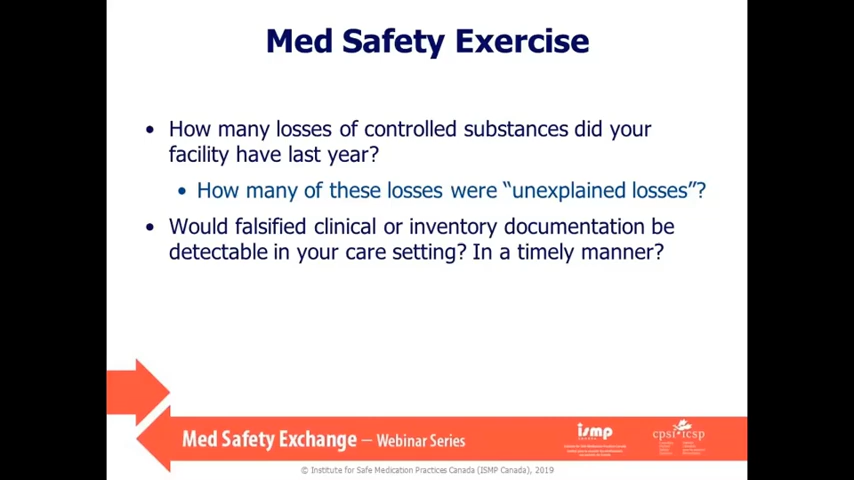 Med Safety Exercise
• How many losses of controlled substances did your
facility have last year?
• How many of these losses were “unexplained losses”?
• Would falsified clinical or inventory documentation be
detectable in your care setting? In a timely manner?
Med Safety Exchange – Webinar Series
ismp
CANADA
cpsi icsp
© Institute for Safe Medication Practices Canada (ISMP Canada), 2019